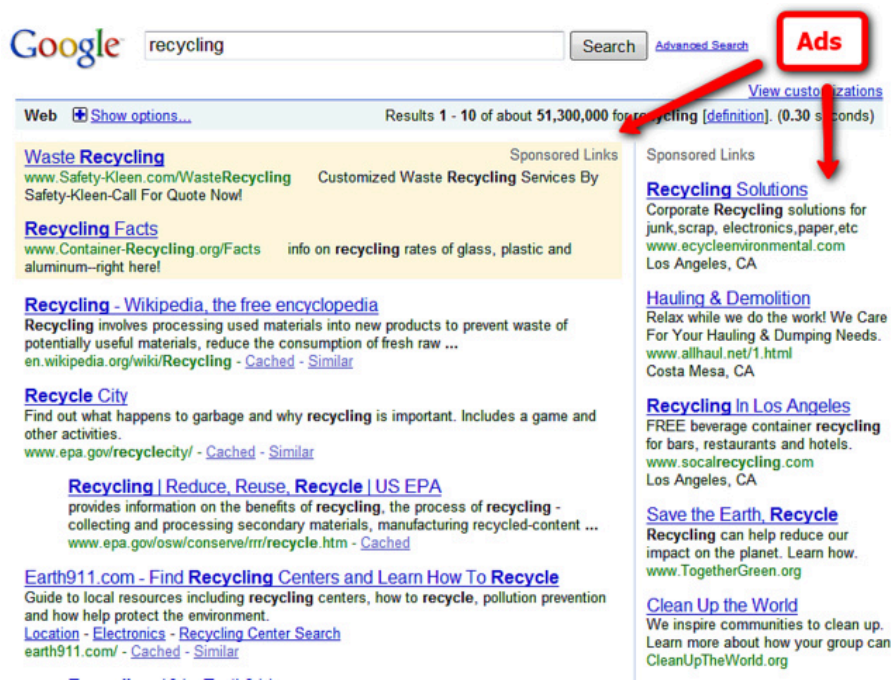 Google
recycling
Search
Advanced Search
Ads
View customizations
Web
Show options...
Results 1 - 10 of about 51,300,000 for recycling [definition]. (0.30 seconds)
Waste Recycling
Sponsored Links
www.Safety-Kleen.com/WasteRecycling Customized Waste Recycling Services By
Safety-Kleen-Call For Quote Now!
Recycling Facts
www.Container-Recycling.org/Facts info on recycling rates of glass, plastic and
aluminum--right here!
Recycling - Wikipedia, the free encyclopedia
Recycling involves processing used materials into new products to prevent waste of
potentially useful materials, reduce the consumption of fresh raw ...
en.wikipedia.org/wiki/Recycling - Cached - Similar
Recycle City
Find out what happens to garbage and why recycling is important. Includes a game and
other activities.
www.epa.gov/recyclecity/ - Cached - Similar
Recycling | Reduce, Reuse, Recycle | US EPA
provides information on the benefits of recycling, the process of recycling -
collecting and processing secondary materials, manufacturing recycled-content ...
www.epa.gov/osw/conserve/rrr/recycle.htm - Cached
Earth911.com - Find Recycling Centers and Learn How To Recycle
Guide to local resources including recycling centers, how to recycle, pollution prevention
and how help protect the environment.
Location - Electronics - Recycling Center Search
earth911.com/ - Cached - Similar
Sponsored Links
Recycling Solutions
Corporate Recycling solutions for
junk,scrap, electronics,paper,etc
www.ecycleenvironmental.com
Los Angeles, CA
Hauling & Demolition
Relax while we do the work! We Care
For Your Hauling & Dumping Needs.
www.allhaul.net/1.html
Costa Mesa, CA
Recycling In Los Angeles
FREE beverage container recycling
for bars, restaurants and hotels.
www.socalrecycling.com
Los Angeles, CA
Save the Earth, Recycle
Recycling can help reduce our
impact on the planet. Learn how.
www.TogetherGreen.org
Clean Up the World
We inspire communities to clean up.
Learn more about how your group can
CleanUpTheWorld.org